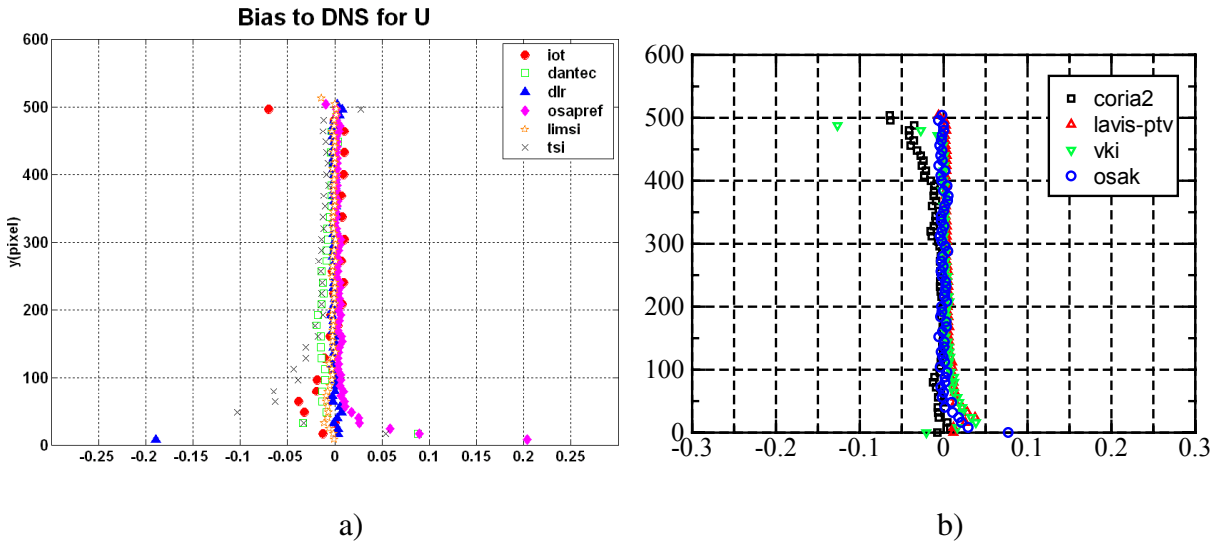 Bias to DNS for U
600
500
400
300
200
100
0
y(pixel)
-0.25
-0.2
-0.15
-0.1
-0.05
0
0.05
0.1
0.15
0.2
0.25
iot
dantec
dlr
osapref
limsi
tsi
a)
600
500
400
300
200
100
0
-0.3
-0.2
-0.1
0
0.1
0.2
0.3
coria2
lavis-ptv
vki
osak
b)